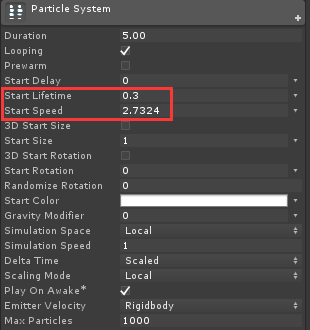 Particle System
Duration 5.00
Looping
Prewarm
Start Delay 0
Start Lifetime 0.3
Start Speed 2.7324
3D Start Size
Start Size 1
3D Start Rotation
Start Rotation 0
Randomize Rotation 0
Start Color
Gravity Modifier 0
Simulation Space Local
Simulation Speed 1
Delta Time Scaled
Scaling Mode Local
Play On Awake*
Emitter Velocity Rigidbody
Max Particles 1000